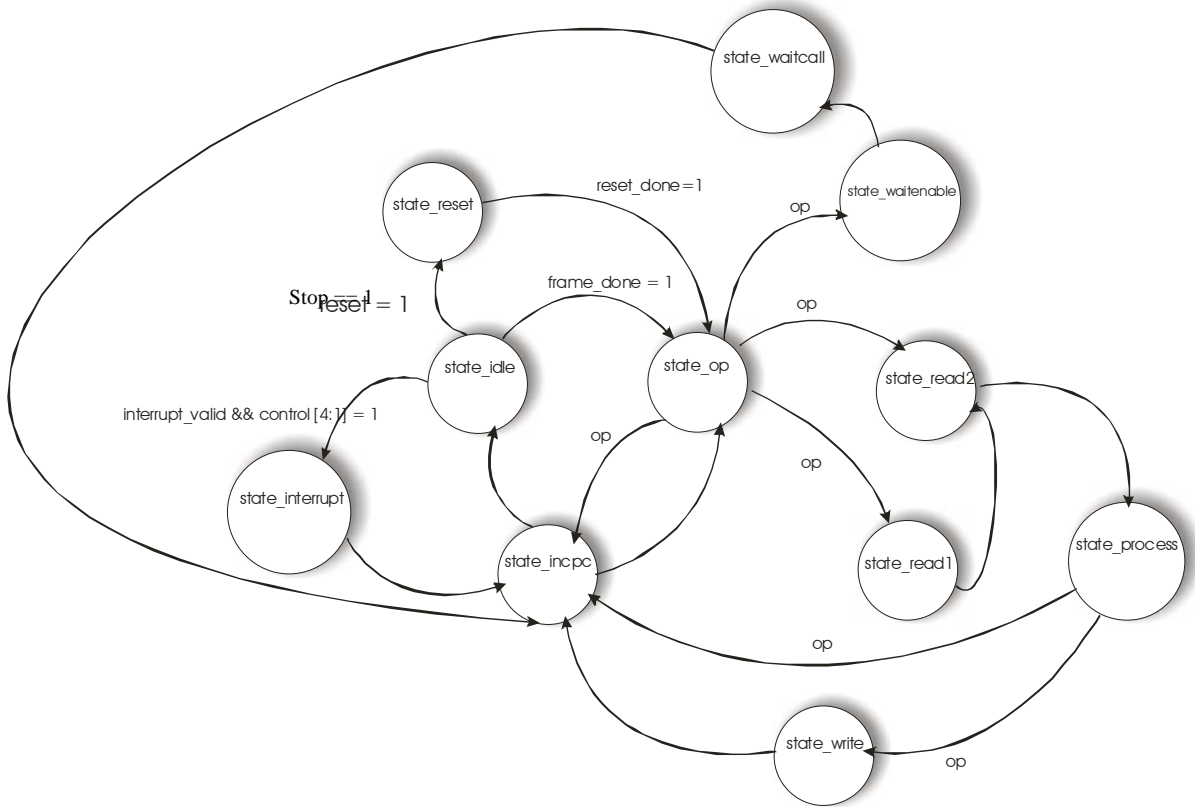 state_waitcall
state_waitenable
reset_done=1
state_reset
op
frame_done = 1
Stop == 1
reset = 1
op
state_idle
state_op
state_read2
interrupt_valid && control[4:]] = 1
op
op
state_interrupt
state_process
state_incpc
state_read1
op
state_write
op